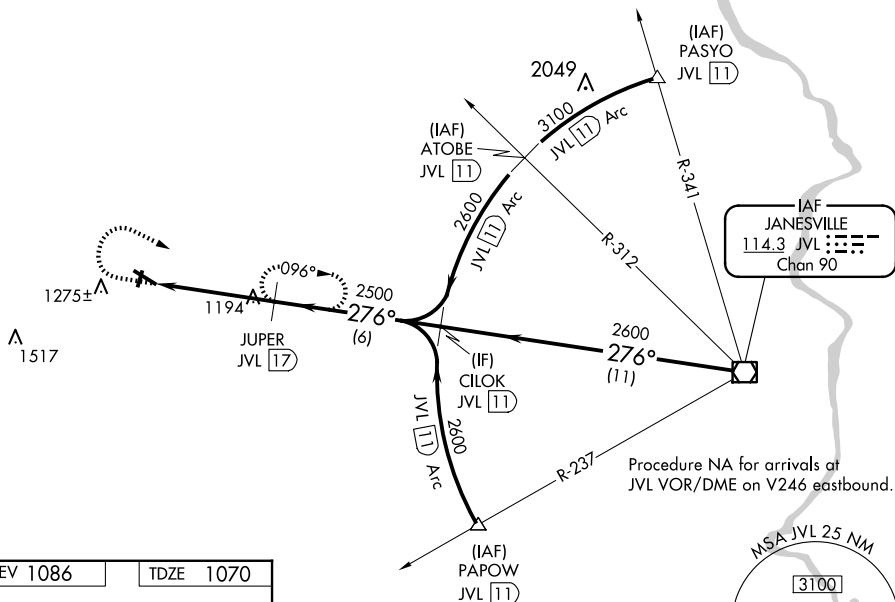 (IAF)
PASYO
JVL 11
2049
3100
JVL 11 Arc
(IAF)
ATOBE
JVL 11
2600
JVL 11 Arc
R-341
R-312
IAF
JANESVILLE
114.3 JVL
Chan 90
096°
2500
276°
(6)
1275±
1194
JUPER
JVL 17
1517
2600
276°
(11)
(IF)
CILOK
JVL 11
JVL 11 Arc
2600
R-237
Procedure NA for arrivals at
JVL VOR/DME on V246 eastbound.
(IAF)
PAPOW
JVL 11
MSA JVL 25 NM
3100
EV 1086
TDZE 1070